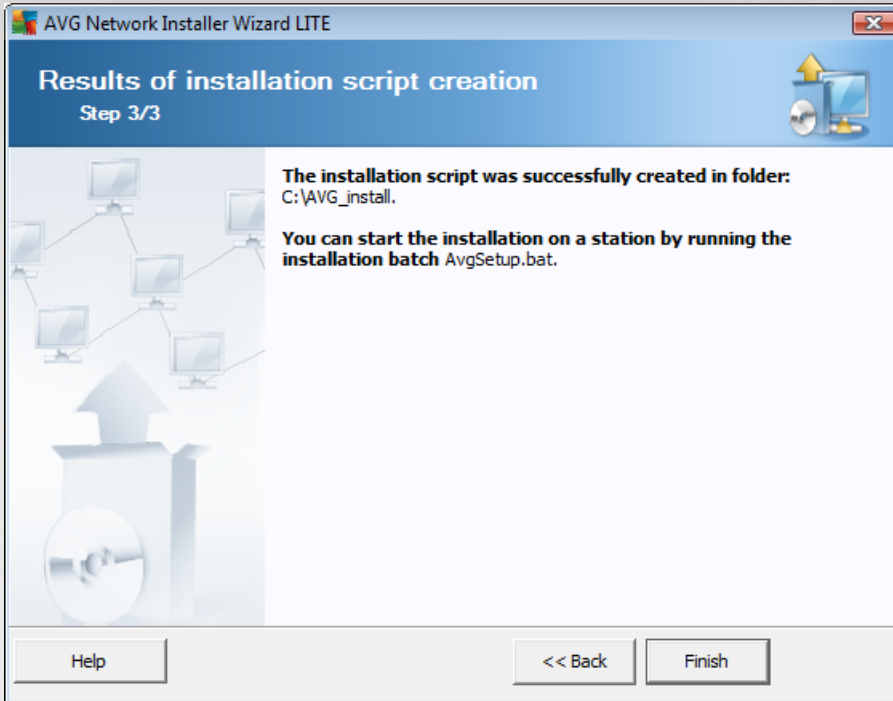 AVG Network Installer Wizard LITE
Results of installation script creation
Step 3/3
The installation script was successfully created in folder:
C:\AVG_install.
You can start the installation on a station by running the
installation batch AvgSetup.bat.
Help
<< Back
Finish